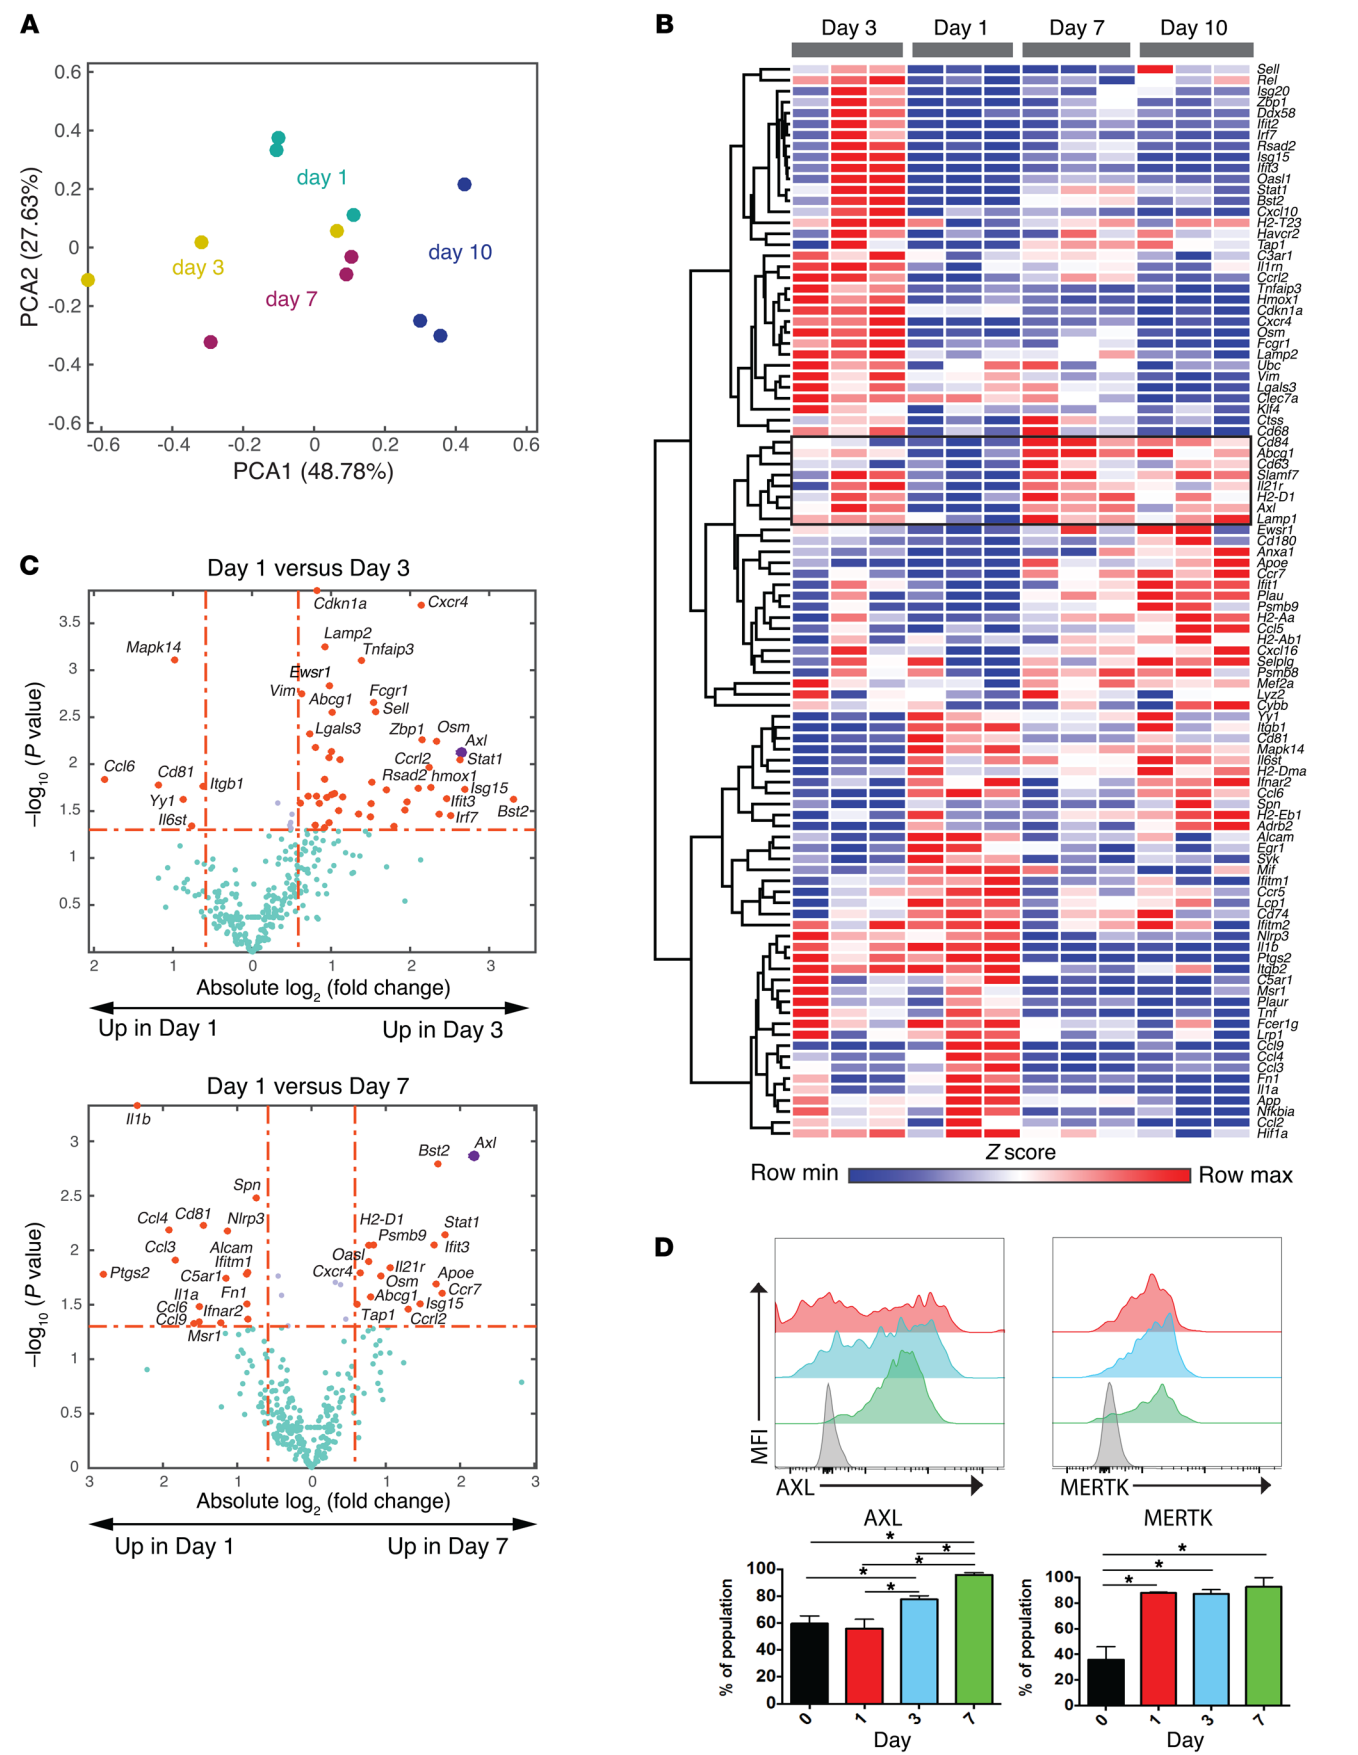 A
0.6
0.4
0.2
0
-0.2
-0.4
-0.6
-0.6
-0.4
-0.2
0
0.2
0.4
0.6
PCA2 (27.63%)
PCA1 (48.78%)
day 1
day 3
day 7
day 10
B
Day 3
Day 1
Day 7
Day 10
Sell
Rel
Isg20
Zbp1
Ddx58
Ifit2
Irf7
Rsad2
Isg15
Ifit3
Oasl1
Stat1
Bst2
Cxcl10
H2-T23
Havcr2
Tap1
C3ar1
Il1rn
Ccrl2
Tnfaip3
Hmox1
Cdkn1a
Cxcr4
Osm
Fcgr1
Lamp2
Ubc
Vim
Lgals3
Clec7a
Klf4
Ctss
Cd68
Cd84
Abcg1
Cd63
Slamf7
Il21r
H2-D1
Axl
Lamp1
Ewsr1
Cd180
Anxa1
Apoe
Ccr7
Ifit1
Plau
Psmb9
H2-Aa
Ccl5
H2-Ab1
Cxcl16
Selplg
Psmb8
Mef2a
Lyz2
Cybb
Yy1
Itgb1
Cd81
Mapk14
Il6st
H2-Dma
Ifnar2
Ccl6
Spn
H2-Eb1
Adrb2
Alcam
Egr1
Syk
Mif
Ifitm1
Ccr5
Lcp1
Cd74
Ifitm2
Nlrp3
Il1b
Ptgs2
Itgb2
C5ar1
Msr1
Plaur
Tnf
Fcer1g
Lrp1
Ccl9
Ccl4
Ccl3
Fn1
Il1a
App
Nfkbia
Ccl2
Hif1a
Z score
Row min
Row max
C
Day 1 versus Day 3
3.5
3
2.5
2
1.5
1
0.5
2
1
0
1
2
3
–log10 (P value)
Cdkn1a
Cxcr4
Lamp2
Mapk14
Tnfaip3
Ewsr1
Vim
Abcg1
Fcgr1
Sell
Lgals3
Zbp1
Osm
Axl
Ccl6
Cd81
Itgb1
Ccrl2
Stat1
Rsad2
hmox1
Isg15
Yy1
Ifit3
Bst2
Il6st
Irf7
Absolute log2 (fold change)
Up in Day 1
Up in Day 3
Day 1 versus Day 7
3
2.5
2
1.5
1
0.5
0
3
2
1
0
1
2
3
–log10 (P value)
Il1b
Bst2
Axl
Spn
Ccl4
Cd81
Nlrp3
H2-D1
Stat1
Psmb9
Ccl3
Alcam
Oasl
Ifit3
Ifitm1
Ptgs2
C5ar1
Cxcr4
Il21r
Apoe
Osm
Il1a
Fn1
Abcg1
Ccr7
Ccl6
Ifnar2
Isg15
Ccl9
Tap1
Ccrl2
Msr1
Absolute log2 (fold change)
Up in Day 1
Up in Day 7
D
MFI
AXL
MERTK
AXL
* * * * *
100
80
60
40
20
0
% of population
0
1
3
7
Day
MERTK
* * *
100
80
60
40
20
0
% of population
0
1
3
7
Day